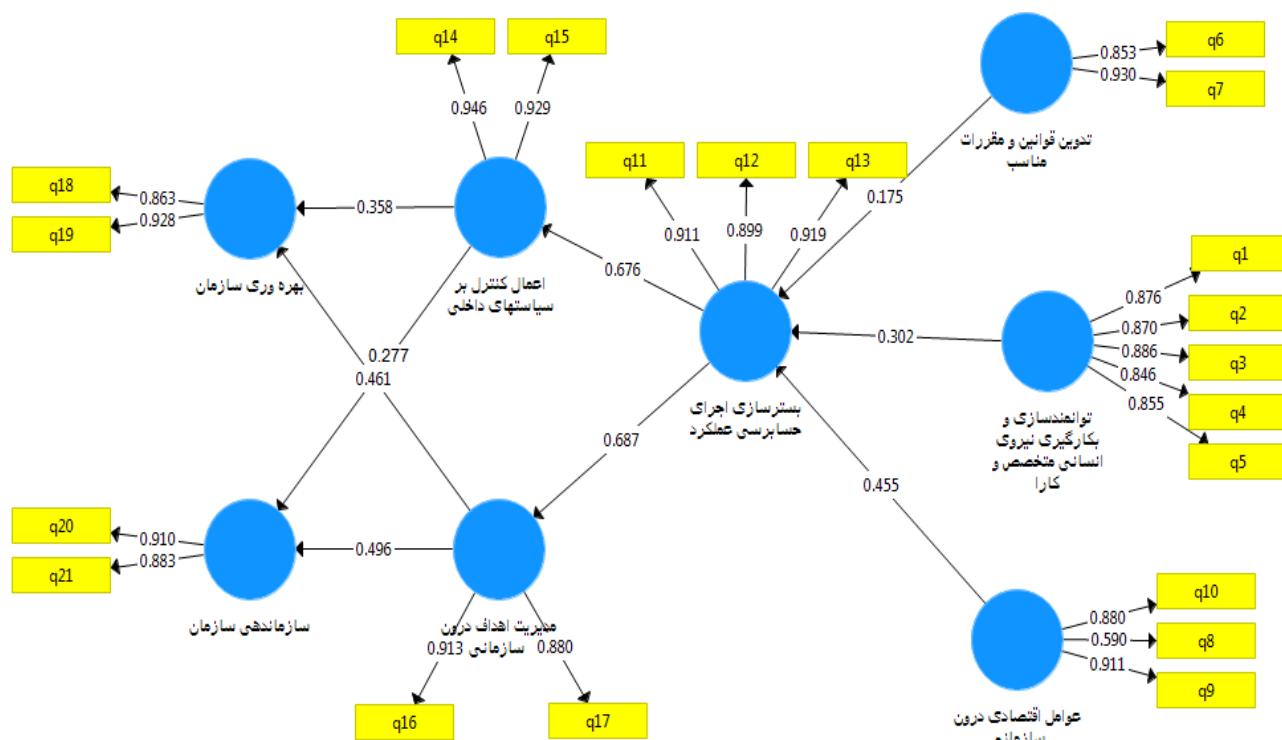 q14
q15
0.946
0.929
q6
q7
0.853
0.930
تدوین قوانین و مقررات
مناسب
q11
q12
q13
0.911
0.899
0.919
0.175
q18
q19
0.863
0.928
0.358
بهره وری سازمان
اعمال کنترل بر
سیاستهای داخلی
0.676
0.277
0.461
q1
q2
q3
q4
q5
0.876
0.870
0.886
0.846
0.855
0.302
بسترسازی اجرای
حسابرسی عملکرد
توانمندسازی و
بکارگیری نیروی
انسانی متخصص و
کارا
0.687
0.455
q20
q21
0.910
0.883
0.496
سازماندهی سازمان
مدیریت اهداف درون
سازمانی
0.913
0.880
q16
q17
q10
q8
q9
0.880
0.590
0.911
عوامل اقتصادی درون